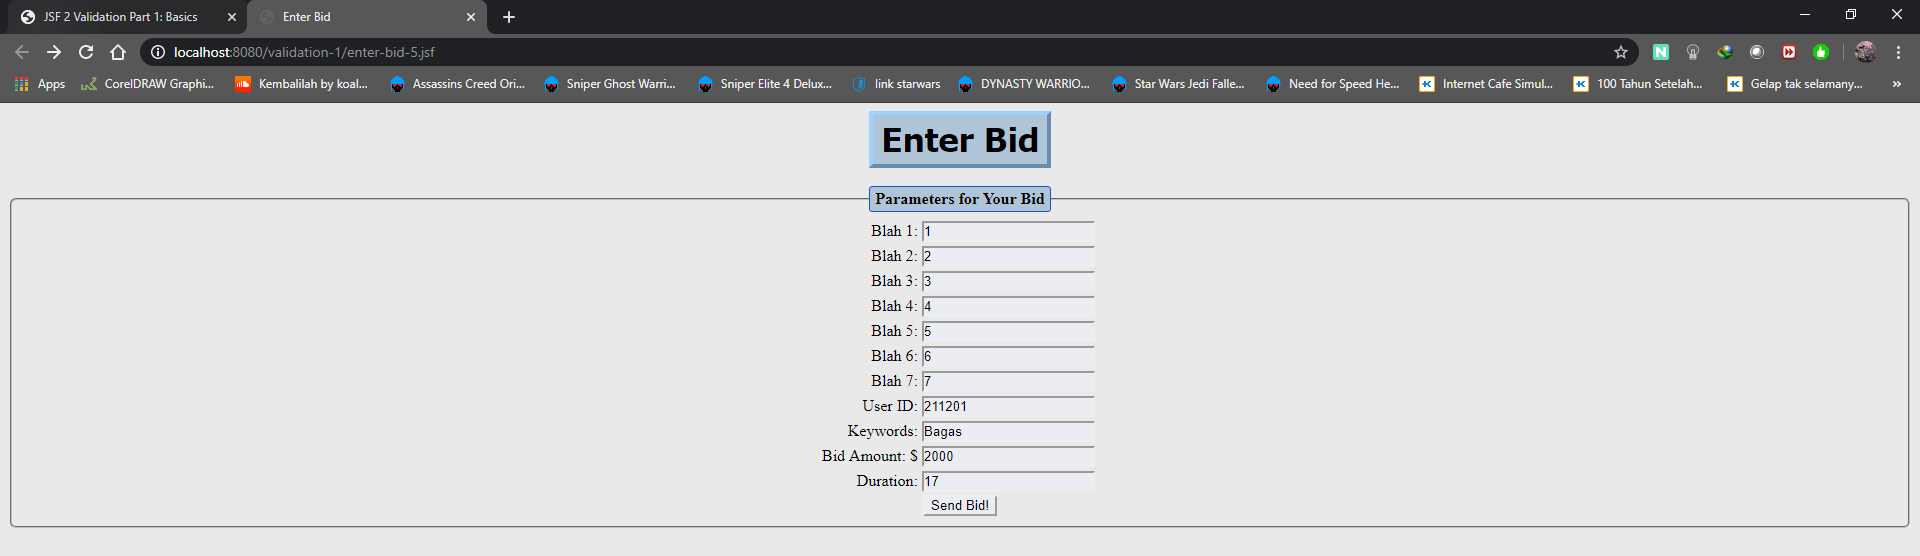 JSF 2 Validation Part 1: Basics
Enter Bid
localhost:8080/validation-1/enter-bid-5.jsf
Apps CorelDRAW Graphi... Kembalilah by koal... Assassins Creed Ori... Sniper Ghost Warri... Sniper Elite 4 Delux... link starwars DYNASTY WARRIO... Star Wars Jedi Falle... Need for Speed He... Internet Cafe Simul... 100 Tahun Setelah... Gelap tak selamany... »
Enter Bid
Parameters for Your Bid
Blah 1: 1
Blah 2: 2
Blah 3: 3
Blah 4: 4
Blah 5: 5
Blah 6: 6
Blah 7: 7
User ID: 211201
Keywords: Bagas
Bid Amount: $ 2000
Duration: 17
Send Bid!